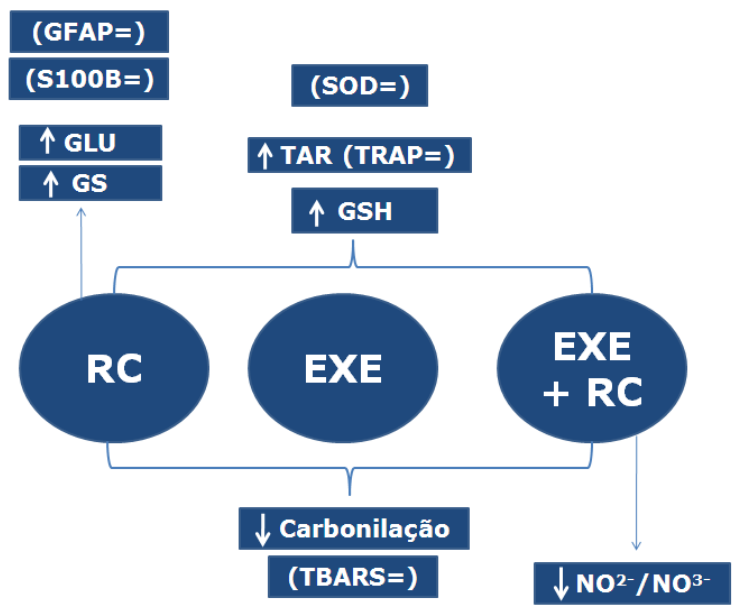 (GFAP=)
(S100B=)
(SOD=)
↑ GLU
↑ TAR (TRAP=)
↑ GS
↑ GSH
RC
EXE
EXE
+ RC
↓ Carbonilação
(TBARS=)
↓ NO²⁻/NO³⁻